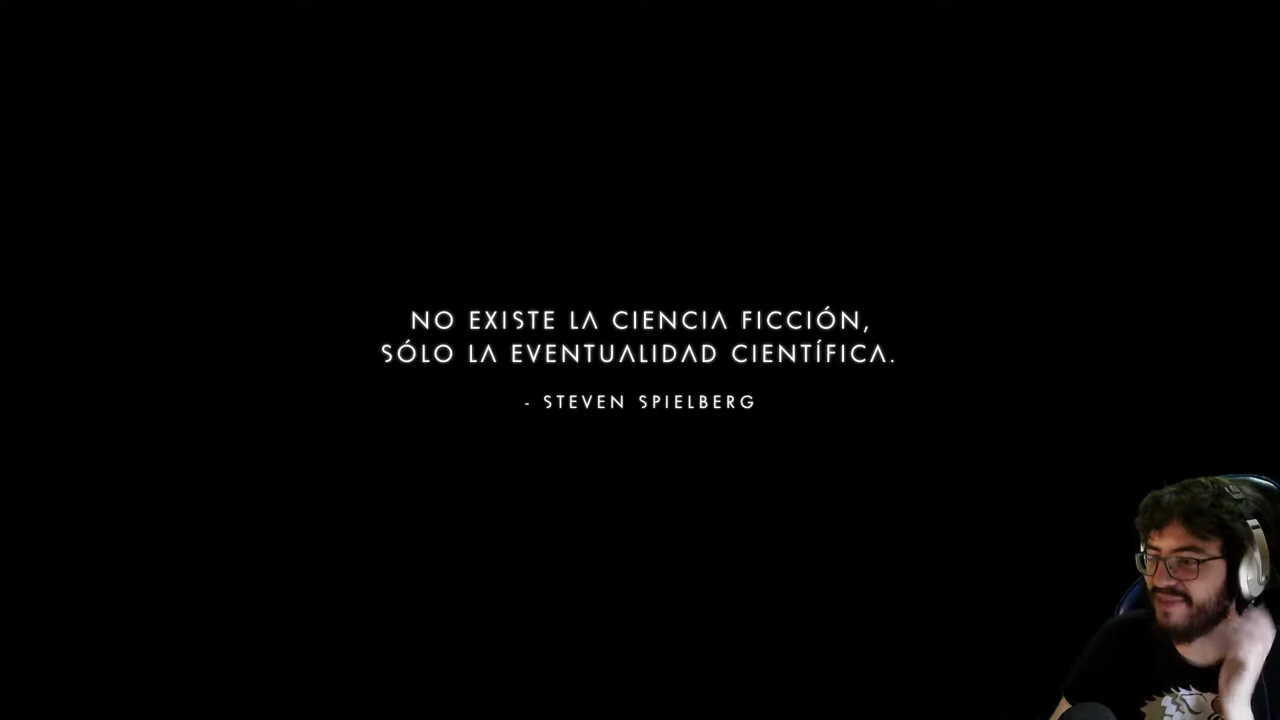 NO EXISTE LA CIENCIA FICCIÓN,
SÓLO LA EVENTUALIDAD CIENTÍFICA.
- STEVEN SPIELBERG